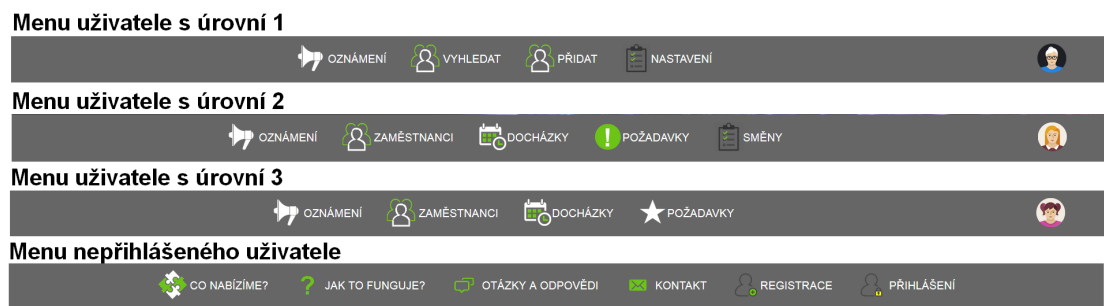 Menu uživatele s úrovní 1
OZNÁMENÍ VYHLEDAT PŘIDAT NASTAVENÍ
Menu uživatele s úrovní 2
OZNÁMENÍ ZAMĚSTNANCI DOCHÁZKY POŽADAVKY SMĚNY
Menu uživatele s úrovní 3
OZNÁMENÍ ZAMĚSTNANCI DOCHÁZKY POŽADAVKY
Menu nepřihlášeného uživatele
CO NABÍZÍME? JAK TO FUNGUJE? OTÁZKY A ODPOVĚDI KONTAKT REGISTRACE PŘIHLÁŠENÍ